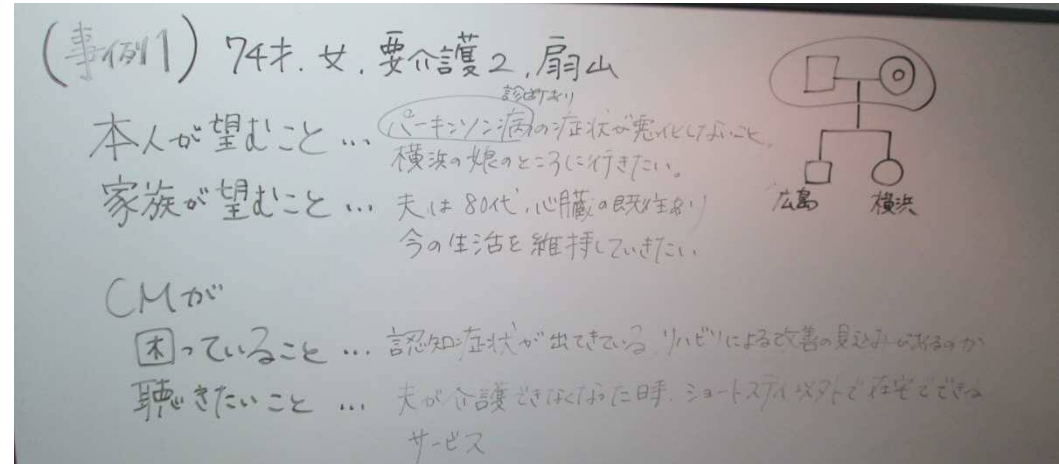 (事例1) 74才.女.要介護2,扇山
診断あり
本人が望むこと… パーキンソン病の症状が悪化しないこと。
横浜の娘のところに行きたい。
家族が望むこと… 夫は80代,心臓の既往あり
今の生活を維持していきたい
広島 横浜
CMが
困っていること… 認知症状が出てきている,リハビリによる改善の見込みがあるのか
聴きたいこと… 夫が介護できなくなった時.ショートステイ以外で在宅でできる
サービス